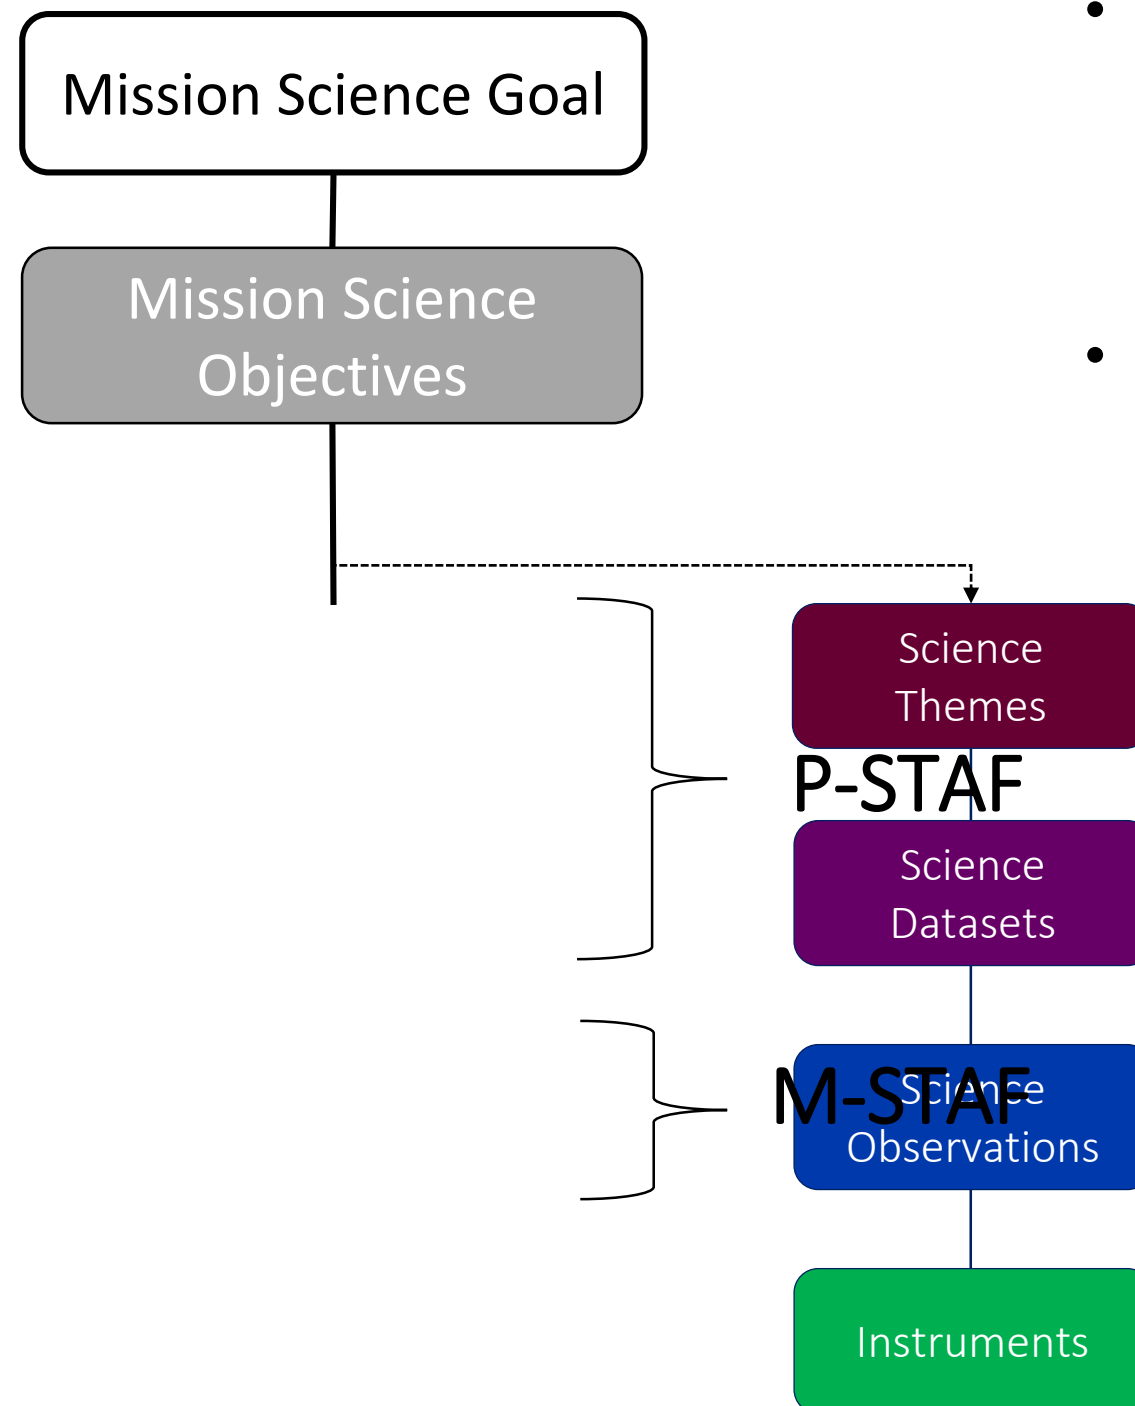 Mission Science Goal
Mission Science
Objectives
Science
Themes
P-STAF
Science
Datasets
M-STAF
Science
Observations
Instruments